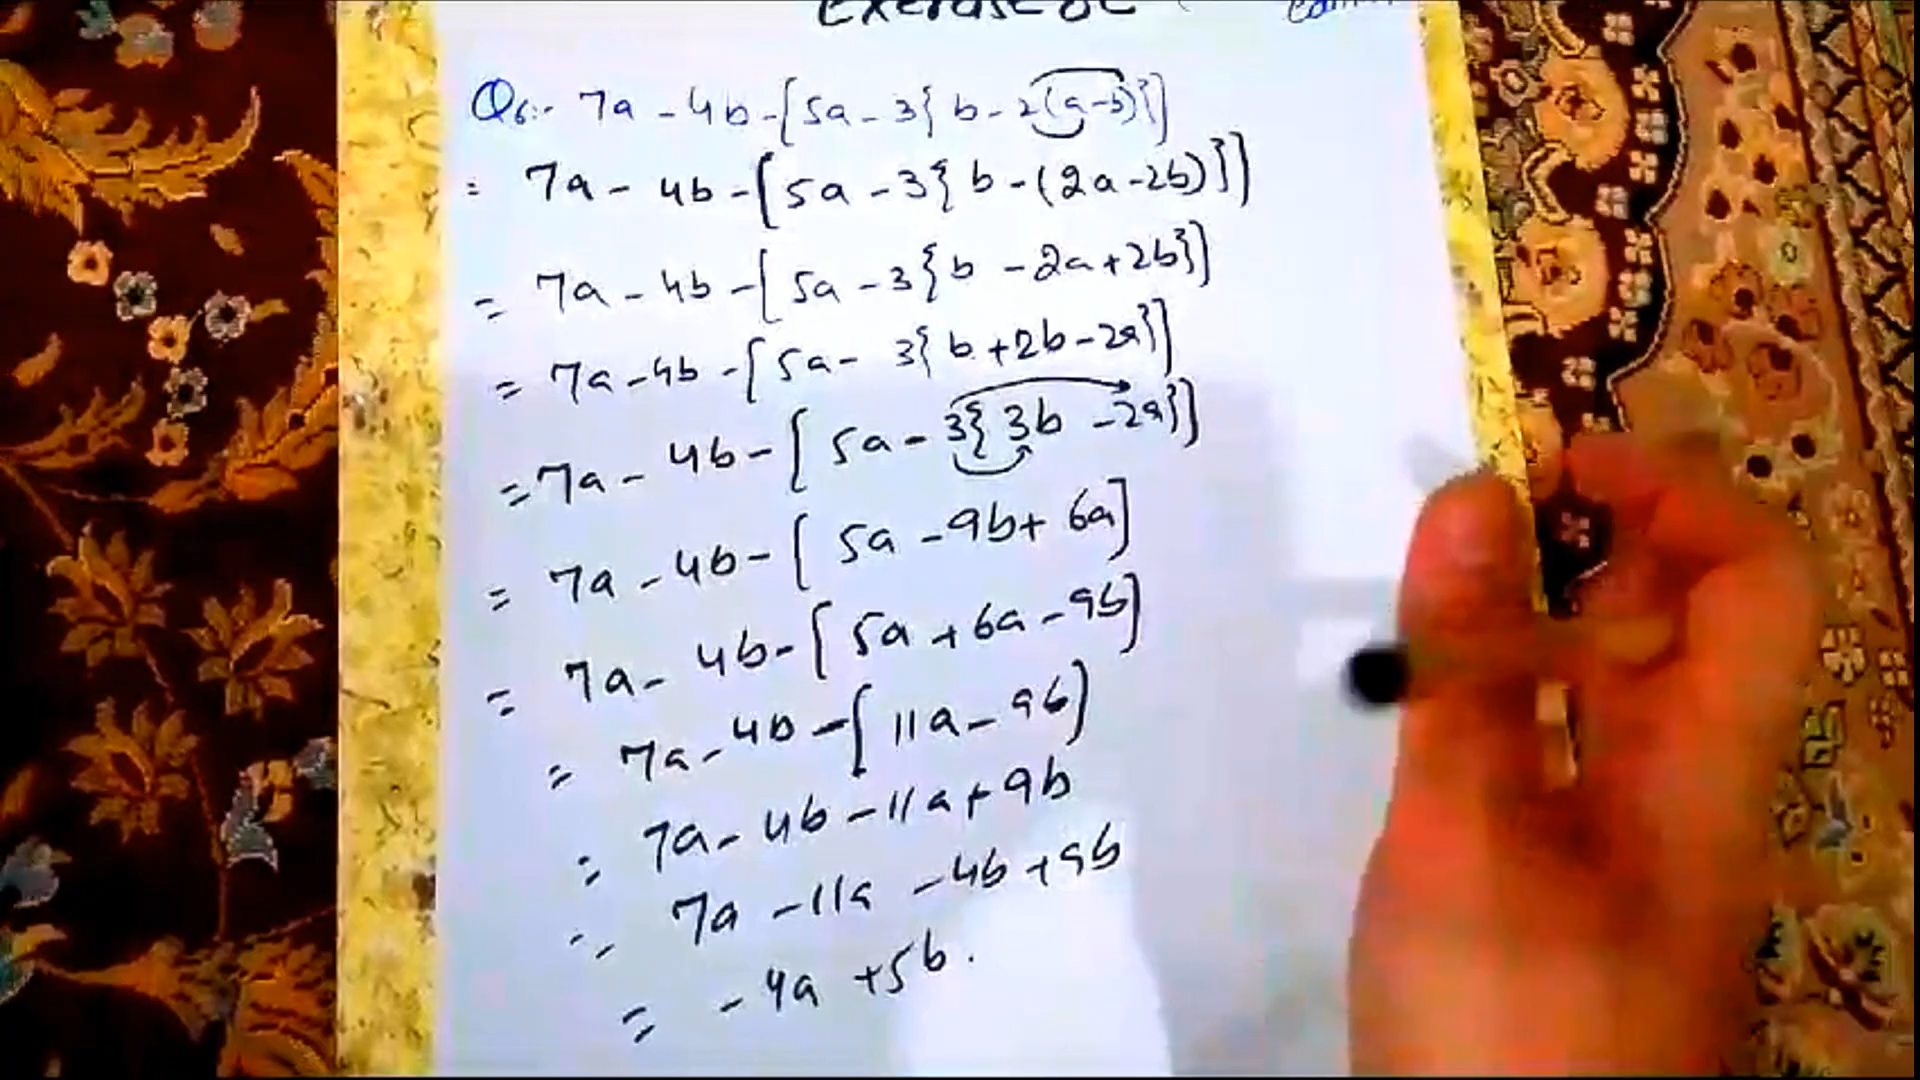 Exercise 8C
Q6:- 7a - 4b - [5a - 3{ b - 2(a - b)}]
= 7a - 4b - [5a - 3{ b - (2a - 2b)}]
= 7a - 4b - [5a - 3{ b - 2a + 2b}]
= 7a - 4b - [5a - 3{ b + 2b - 2a}]
= 7a - 4b - [5a - 3{ 3b - 2a}]
= 7a - 4b - [5a - 9b + 6a]
= 7a - 4b - [5a + 6a - 9b]
= 7a - 4b - [11a - 9b]
= 7a - 4b - 11a + 9b
= 7a - 11a - 4b + 9b
= - 4a + 5b.